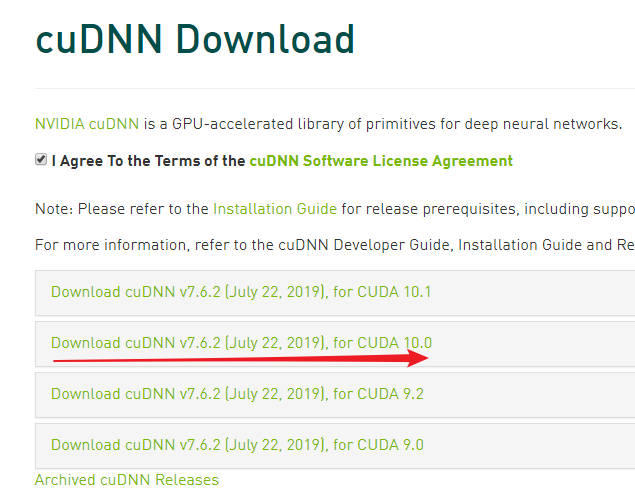 cuDNN Download
NVIDIA cuDNN is a GPU-accelerated library of primitives for deep neural networks.
I Agree To the Terms of the cuDNN Software License Agreement
Note: Please refer to the Installation Guide for release prerequisites, including suppo
For more information, refer to the cuDNN Developer Guide, Installation Guide and Re
Download cuDNN v7.6.2 (July 22, 2019), for CUDA 10.1
Download cuDNN v7.6.2 (July 22, 2019), for CUDA 10.0
Download cuDNN v7.6.2 (July 22, 2019), for CUDA 9.2
Download cuDNN v7.6.2 (July 22, 2019), for CUDA 9.0
Archived cuDNN Releases